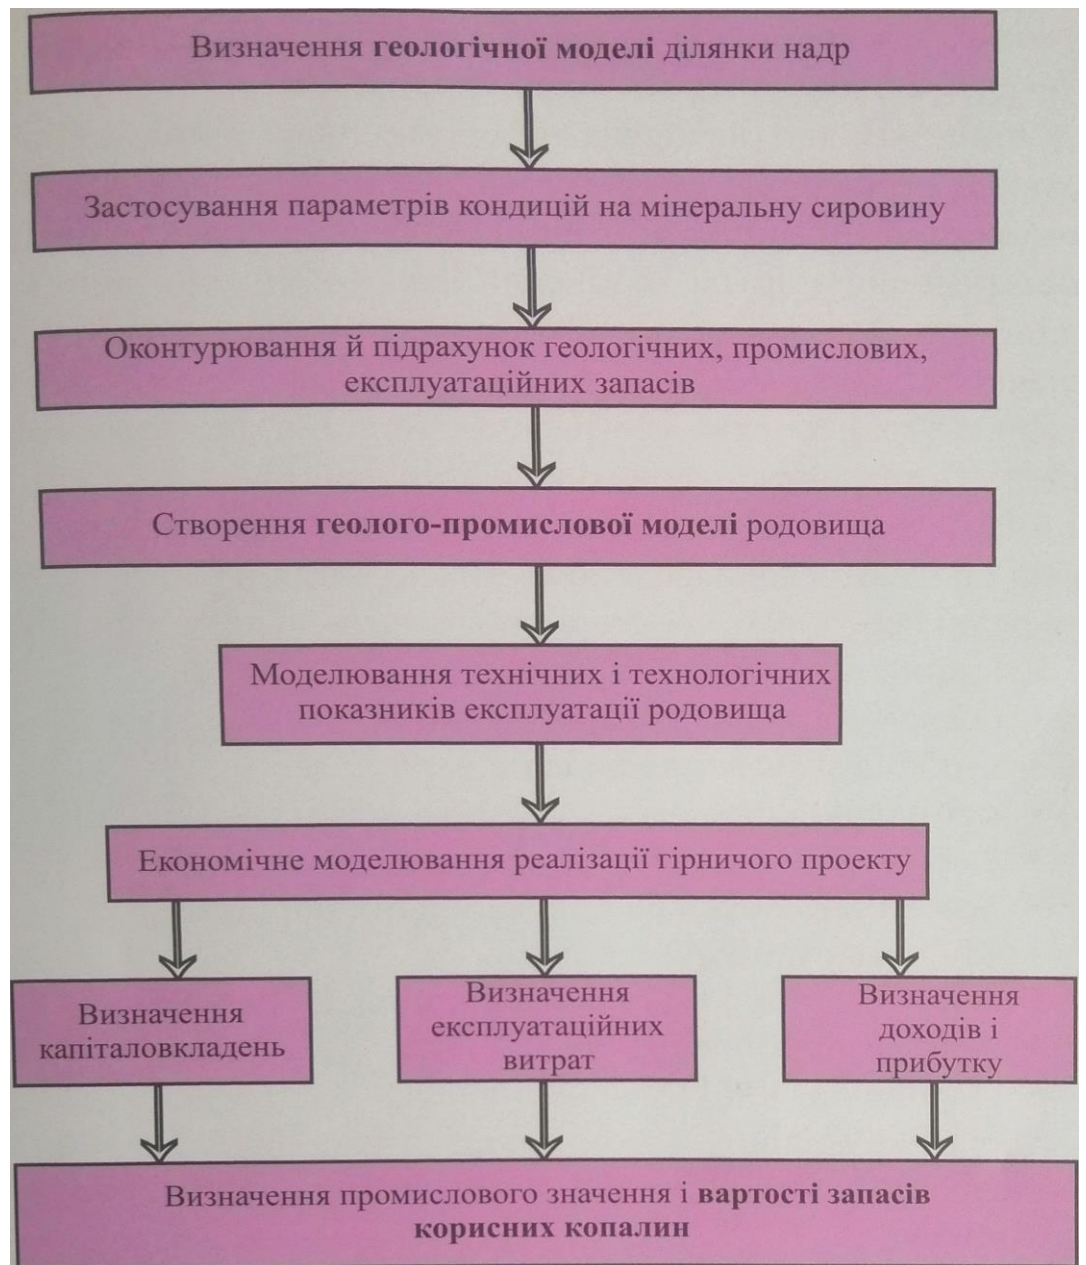 Визначення геологічної моделі ділянки надр
Застосування параметрів кондицій на мінеральну сировину
Оконтурювання й підрахунок геологічних, промислових,
експлуатаційних запасів
Створення геолого-промислової моделі родовища
Моделювання технічних і технологічних
показників експлуатації родовища
Економічне моделювання реалізації гірничого проекту
Визначення
капіталовкладень
Визначення
експлуатаційних
витрат
Визначення
доходів і
прибутку
Визначення промислового значення і вартості запасів
корисних копалин